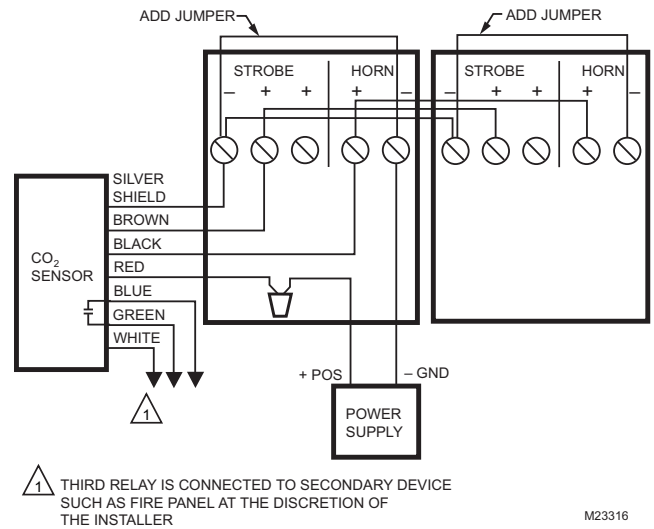 ADD JUMPER
ADD JUMPER
STROBE HORN
– + + + –
STROBE HORN
– + + + –
SILVER
SHIELD
BROWN
BLACK
RED
BLUE
GREEN
WHITE
CO2
SENSOR
1
+ POS
– GND
POWER
SUPPLY
1 THIRD RELAY IS CONNECTED TO SECONDARY DEVICE
SUCH AS FIRE PANEL AT THE DISCRETION OF
THE INSTALLER
M23316